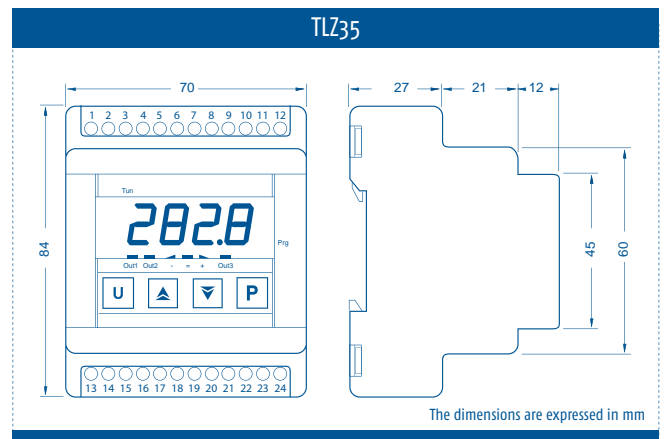 TLZ35
70
27 21 12
1 2 3 4 5 6 7 8 9 10 11 12
Tun
282.8
Prg
Out1 Out2 - = + Out3
U P
84
45
60
13 14 15 16 17 18 19 20 21 22 23 24
The dimensions are expressed in mm